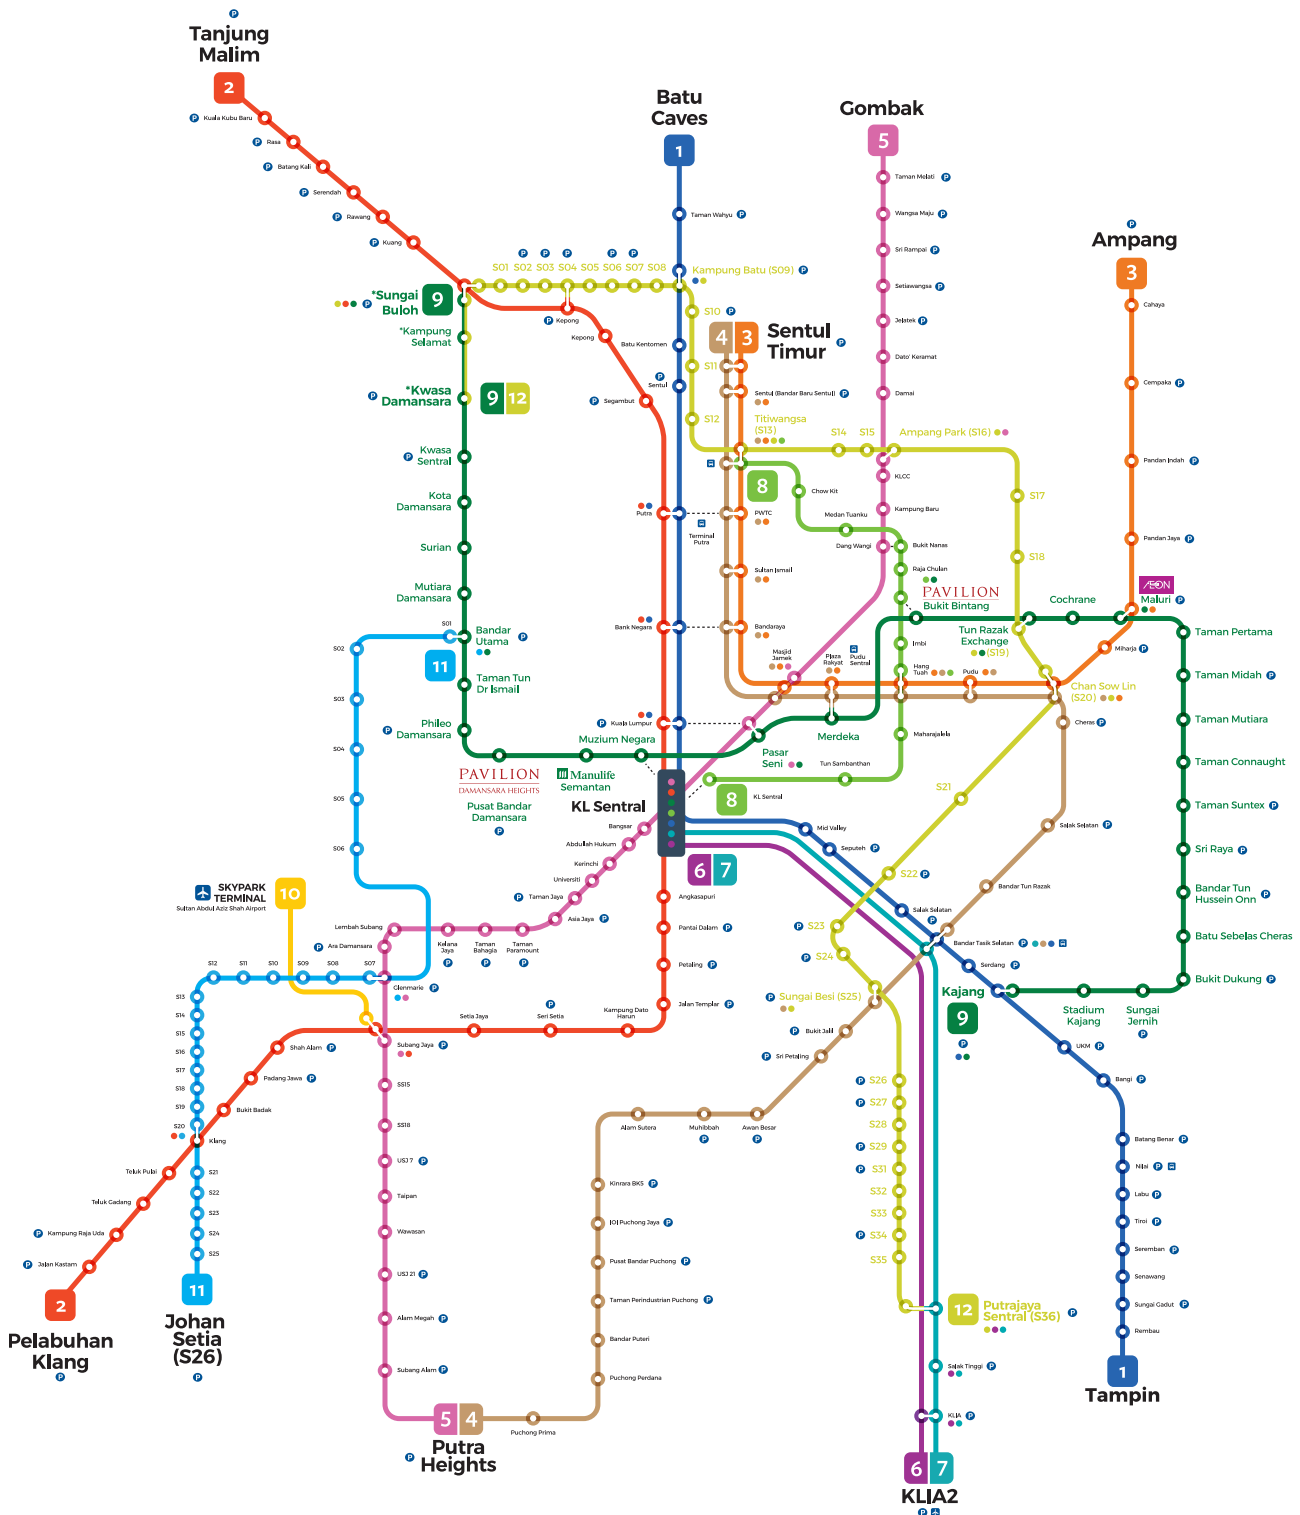 P
Tanjung
Malim
2
P Kuala Kubu Baru
P Rasa
P Batang Kali
P Serendah
P Rawang
P Kuang
Batu
Caves
1
Taman Wahyu P
Kampung Batu (S09) P
Gombak
5
Taman Melati P
Wangsa Maju P
Sri Rampai P
Setiawangsa P
Jelatek P
Dato' Keramat
Damai
P
Ampang
3
Cahaya
Cempaka P
Pandan Indah P
Pandan Jaya P
AEON
Maluri P
Miharja P
P P P P P
S01 S02 S03 S04 S05 S06 S07 S08
*Sungai
Buloh
9
P
*Kampung
Selamat
P *Kwasa
Damansara
9 12
P Kwasa
Sentral
Kota
Damansara
Surian
Mutiara
Damansara
Bandar
Utama P
Taman Tun
Dr Ismail
P Phileo
Damansara
P Kepong
Kepong
P Segambut
Batu Kentomen
P
Sentul
S10 P
S11
S12
4 3
Sentul
Timur P
Sentul (Bandar Baru Sentul) P
Titiwangsa
(S13)
S14 S15
Ampang Park (S16)
8
Chow Kit
Medan Tuanku
Dang Wangi
Bukit Nanas
KLCC
Kampung Baru
Raja Chulan
PAVILION
Bukit Bintang
Imbi
Hang
Tuah
Pudu
S17
S18
Cochrane
Tun Razak
Exchange
(S19)
Chan Sow Lin
(S20)
Putra
Terminal
Putra
PWTC
Sultan Ismail
Bank Negara
Bandaraya
Masjid
Jamek
Plaza
Rakyat
Pudu
Sentral
P Kuala Lumpur
Muzium Negara
Pasar
Seni
Merdeka
Maharajalela
Tun Sambanthan
8
KL Sentral
KL Sentral
6 7
PAVILION
DAMANSARA HEIGHTS
Pusat Bandar
Damansara
P
Manulife
Semantan
Cheras P
Salak Selatan P
Bandar Tun Razak
S21
S22 P
P S23
P S24
Taman Pertama
Taman Midah P
Taman Mutiara
Taman Connaught
Taman Suntex P
Sri Raya P
Bandar Tun
Hussein Onn P
Batu Sebelas Cheras
Bukit Dukung P
Sungai
Jernih
P
Stadium
Kajang
Kajang
9
P
11
S01
S02
S03
S04
S05
S06
SKYPARK
TERMINAL
Sultan Abdul Aziz Shah Airport
10
S12 S11 S10 S09 S08 S07
S13
S14
S15
S16
S17
S18
S19
S20
S21
S22
S23
S24
S25
11
Johan
Setia
(S26)
P
Bangsar
Abdullah Hukum
Kerinchi
Universiti
P Taman Jaya
Asia Jaya P
Taman
Paramount
P
Taman
Bahagia
P
Kelana
Jaya
P
Lembah Subang
P Ara Damansara
Glenmarie
Subang Jaya P
SS15
SS18
USJ 7 P
Taipan
Wawasan
USJ 21 P
Alam Megah P
Subang Alam P
5 4
P Putra
Heights
Angkasapuri
Pantai Dalam P
Petaling P
Jalan Templar P
Kampung Dato
Harun
P
Seri Setia
Setia Jaya
Shah Alam P
Padang Jawa P
Bukit Badak
Klang
Teluk Pulai
Teluk Gadang
P Kampung Raja Uda
P Jalan Kastam
2
Pelabuhan
Klang
P
Mid Valley
Seputeh P
Salak Selatan
P
Bandar Tasik Selatan P
Serdang P
UKM P
Bangi P
Batang Benar P
Nilai P
Labu P
Tiroi P
Seremban P
Senawang
Sungai Gadut P
Rembau
1
Tampin
P Sungai Besi (S25)
P Bukit Jalil
P Sri Petaling
Awan Besar
P
Muhibbah
P
Alam Sutera
Kinrara BK5 P
IOI Puchong Jaya P
Pusat Bandar Puchong P
Taman Perindustrian Puchong P
Bandar Puteri
Puchong Perdana
Puchong Prima
P S26
P S27
S28
P S29
P S31
S32
S33
P S34
S35
12
Putrajaya
Sentral (S36) P
Salak Tinggi P
KLIA P
6 7
KLIA2
P